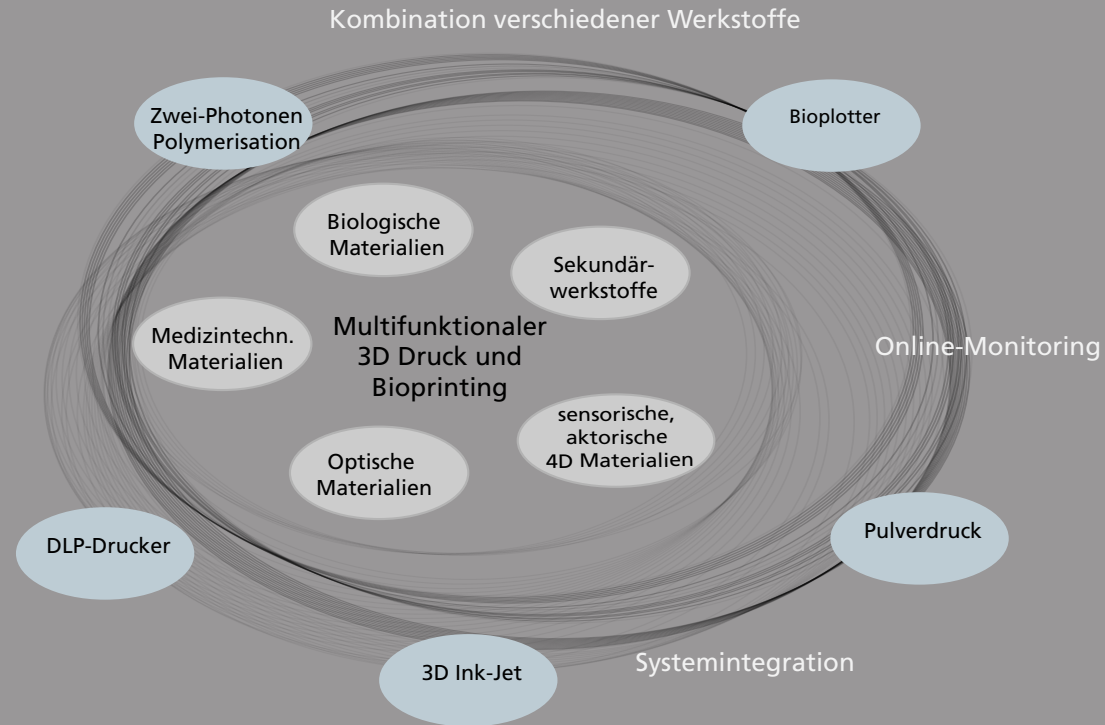 Kombination verschiedener Werkstoffe
Zwei-Photonen
Polymerisation
Bioplotter
Biologische
Materialien
Sekundär-
werkstoffe
Medizintechn.
Materialien
Multifunktionaler
3D Druck und
Bioprinting
Online-Monitoring
sensorische,
aktorische
4D Materialien
Optische
Materialien
DLP-Drucker
Pulverdruck
3D Ink-Jet
Systemintegration